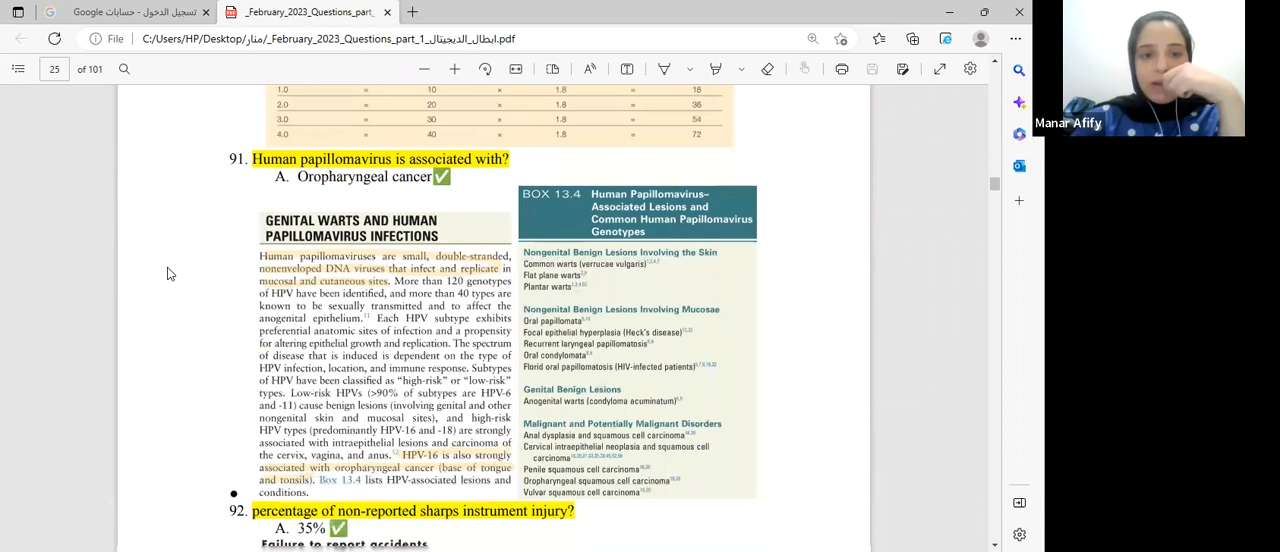 Google تسجيل الدخول - حسابات
_February_2023_Questions_part_
File
C:/Users/HP/Desktop/منار/_February_2023_Questions_part_1_ابطال_الديجيتال.pdf
25 of 101
1.0 = 10 × 1.8 = 18
2.0 = 20 × 1.8 = 36
3.0 = 30 × 1.8 = 54
4.0 = 40 × 1.8 = 72
91. Human papillomavirus is associated with?
A. Oropharyngeal cancer✅
GENITAL WARTS AND HUMAN
PAPILLOMAVIRUS INFECTIONS
Human papillomaviruses are small, double-stranded,
nonenveloped DNA viruses that infect and replicate in
mucosal and cutaneous sites. More than 120 genotypes
of HPV have been identified, and more than 40 types are
known to be sexually transmitted and to affect the
anogenital epithelium. Each HPV subtype exhibits
preferential anatomic sites of infection and a propensity
for altering epithelial growth and replication. The spectrum
of disease that is induced is dependent on the type of
HPV infection, location, and immune response. Subtypes
of HPV have been classified as “high-risk” or “low-risk”
types. Low-risk HPVs (>90% of subtypes are HPV-6
and -11) cause benign lesions (involving genital and other
nongenital skin and mucosal sites), and high-risk
HPV types (predominantly HPV-16 and -18) are strongly
associated with intraepithelial lesions and carcinoma of
the cervix, vagina, and anus. HPV-16 is also strongly
associated with oropharyngeal cancer (base of tongue
and tonsils). Box 13.4 lists HPV-associated lesions and
conditions.
BOX 13.4 Human Papillomavirus–
Associated Lesions and
Common Human Papillomavirus
Genotypes
Nongenital Benign Lesions Involving the Skin
Common warts (verrucae vulgaris)
Flat plane warts
Plantar warts
Nongenital Benign Lesions Involving Mucosae
Oral papillomata
Focal epithelial hyperplasia (Heck's disease)
Recurrent laryngeal papillomatosis
Oral condylomata
Florid oral papillomatosis (HIV-infected patients)
Genital Benign Lesions
Anogenital warts (condyloma acuminatum)
Malignant and Potentially Malignant Disorders
Anal dysplasia and squamous cell carcinoma
Cervical intraepithelial neoplasia and squamous cell
carcinoma
Penile squamous cell carcinoma
Oropharyngeal squamous cell carcinoma
Vulvar squamous cell carcinoma
92. percentage of non-reported sharps instrument injury?
A. 35% ✅
Failure to report accidents
Manar Afify